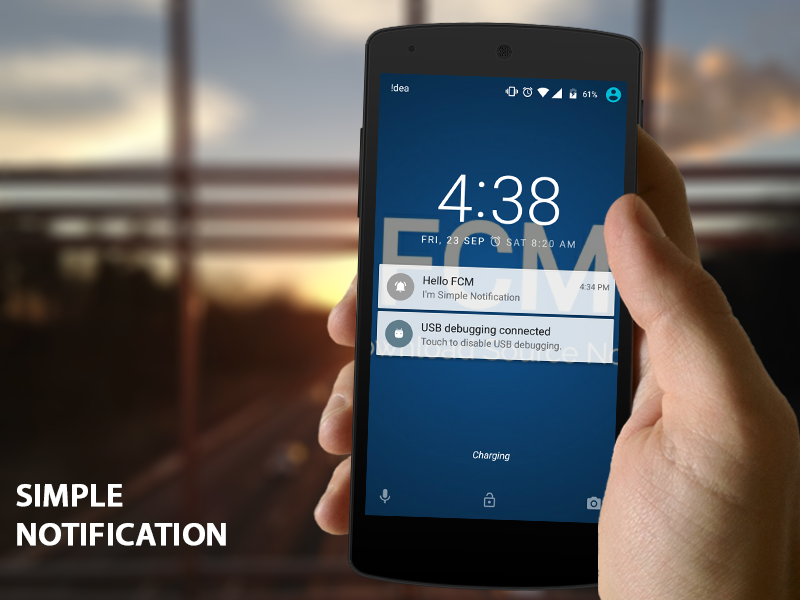 !dea
61%
4:38
FRI, 23 SEP SAT 8:20 AM
FCM
Hello FCM
4:34 PM
I'm Simple Notification
USB debugging connected
Touch to disable USB debugging.
Source
Charging
SIMPLE
NOTIFICATION